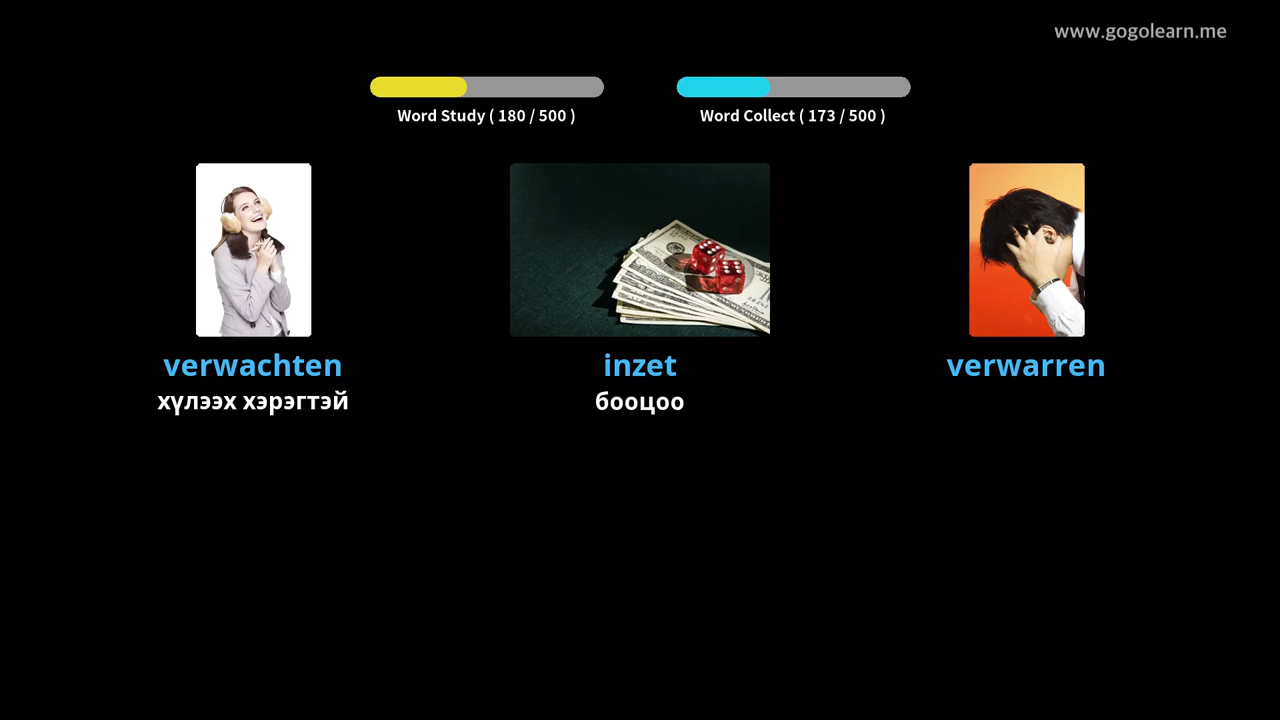 www.gogolearn.me
Word Study ( 180 / 500 )
Word Collect ( 173 / 500 )
verwachten
хүлээх хэрэгтэй
inzet
бооцоо
verwarren